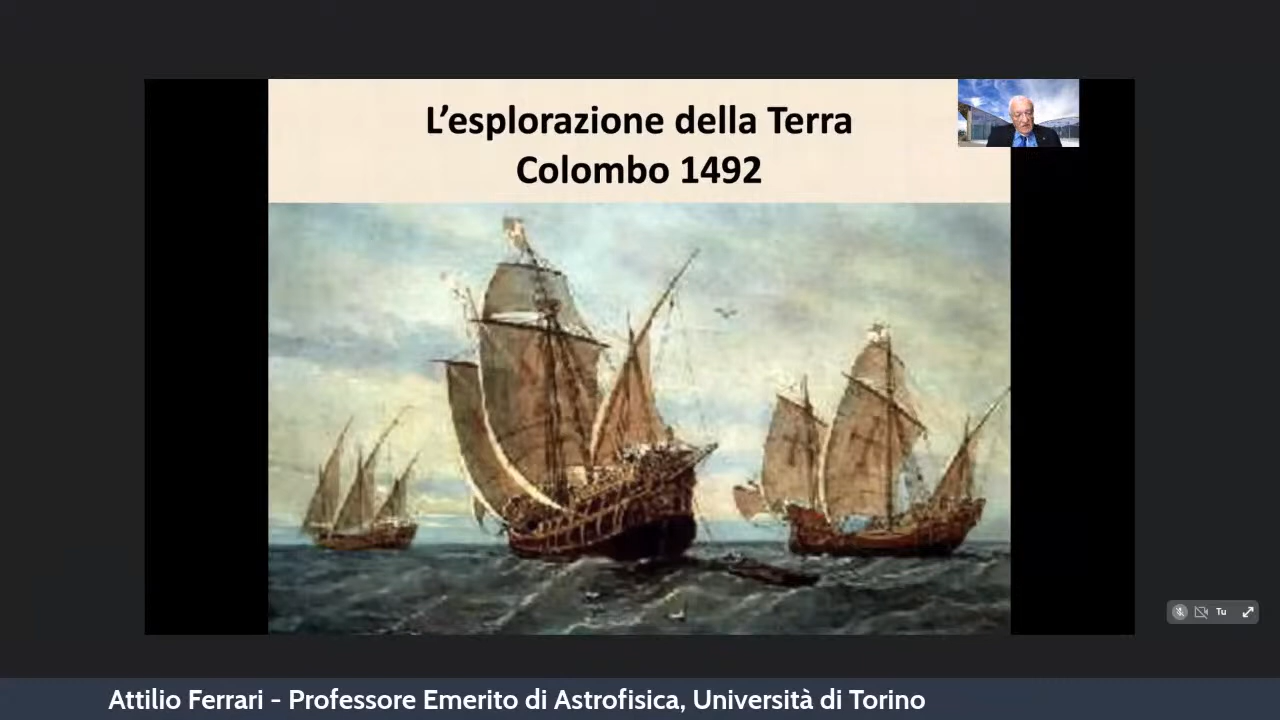 L’esplorazione della Terra
Colombo 1492
Tu
Attilio Ferrari - Professore Emerito di Astrofisica, Università di Torino